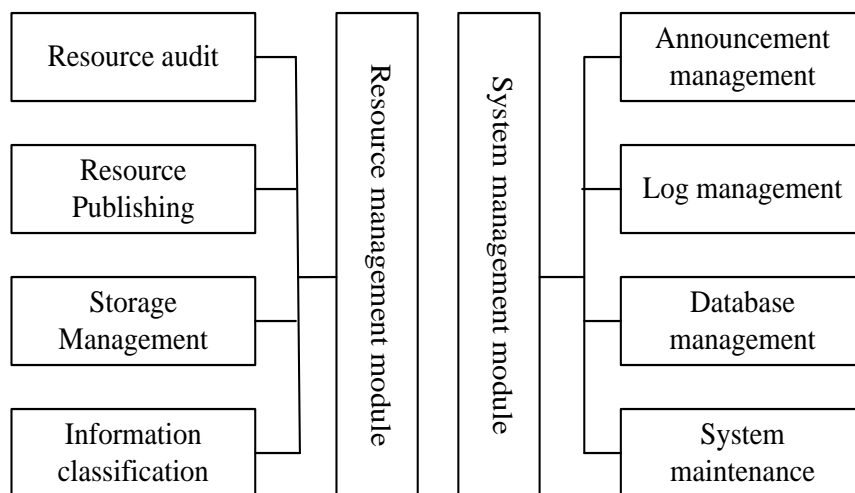 Resource audit
Resource
Publishing
Storage
Management
Information
classification
Resource management module
System management module
Announcement
management
Log management
Database
management
System
maintenance